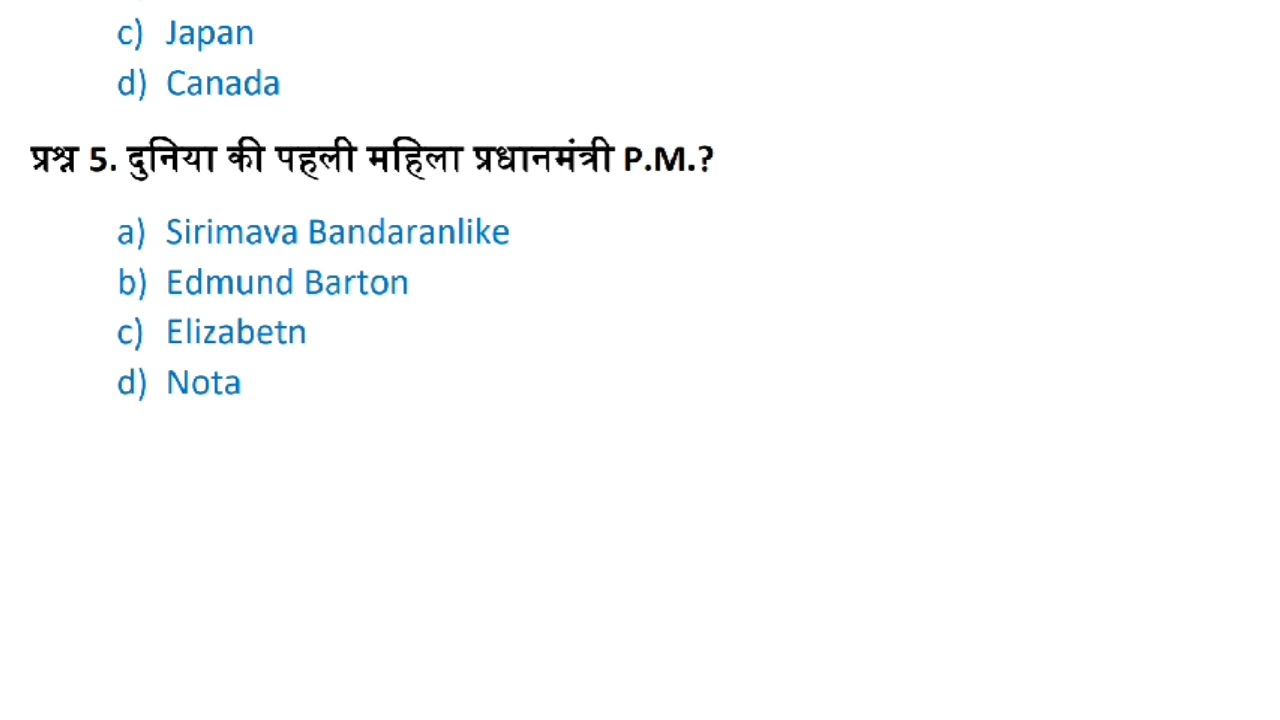 c) Japan
d) Canada
प्रश्न 5. दुनिया की पहली महिला प्रधानमंत्री P.M.?
a) Sirimava Bandaranlike
b) Edmund Barton
c) Elizabetn
d) Nota